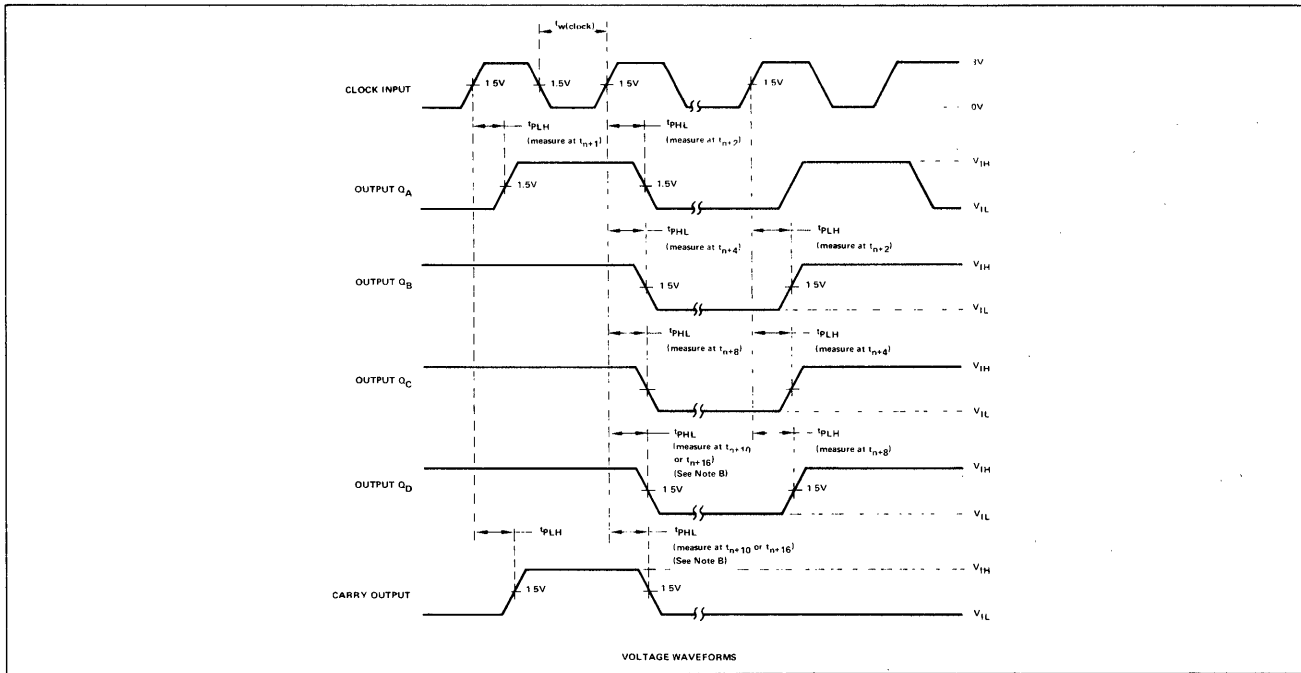 tw(clock)
3V
CLOCK INPUT
1.5V
1.5V
1.5V
1.5V
0V
tPLH
(measure at tn+1)
tPHL
(measure at tn+2)
VIH
OUTPUT QA
1.5V
1.5V
VIL
tPHL
(measure at tn+4)
tPLH
(measure at tn+2)
VIH
OUTPUT QB
1 5V
1 5V
VIL
tPHL
(measure at tn+8)
tPLH
(measure at tn+4)
VIH
OUTPUT QC
VIL
tPHL
(measure at tn+10
or tn+16)
(See Note B)
tPLH
(measure at tn+8)
VIH
OUTPUT QD
1 5V
1 5V
VIL
tPLH
tPHL
(measure at tn+10 or tn+16)
(See Note B)
VIH
CARRY OUTPUT
1 5V
1 5V
VIL
VOLTAGE WAVEFORMS